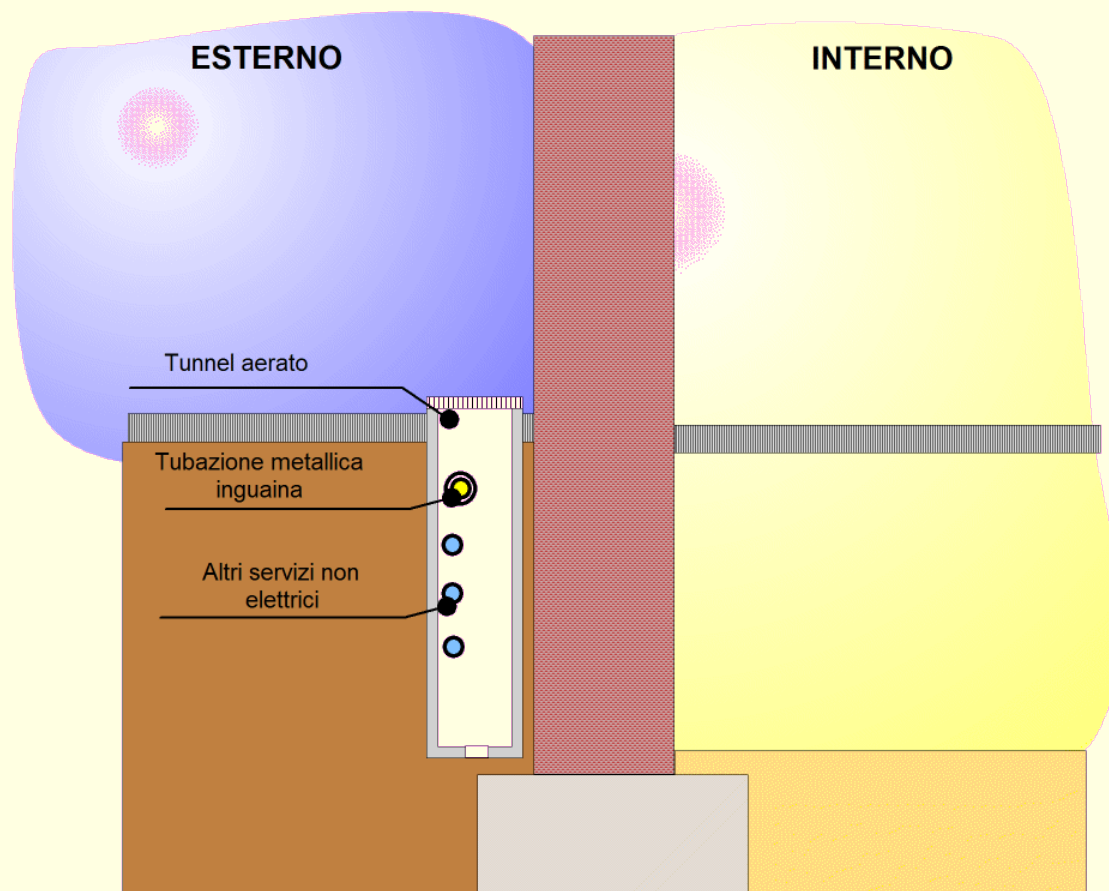 ESTERNO
INTERNO
Tunnel aerato
Tubazione metallica
inguaina
Altri servizi non
elettrici